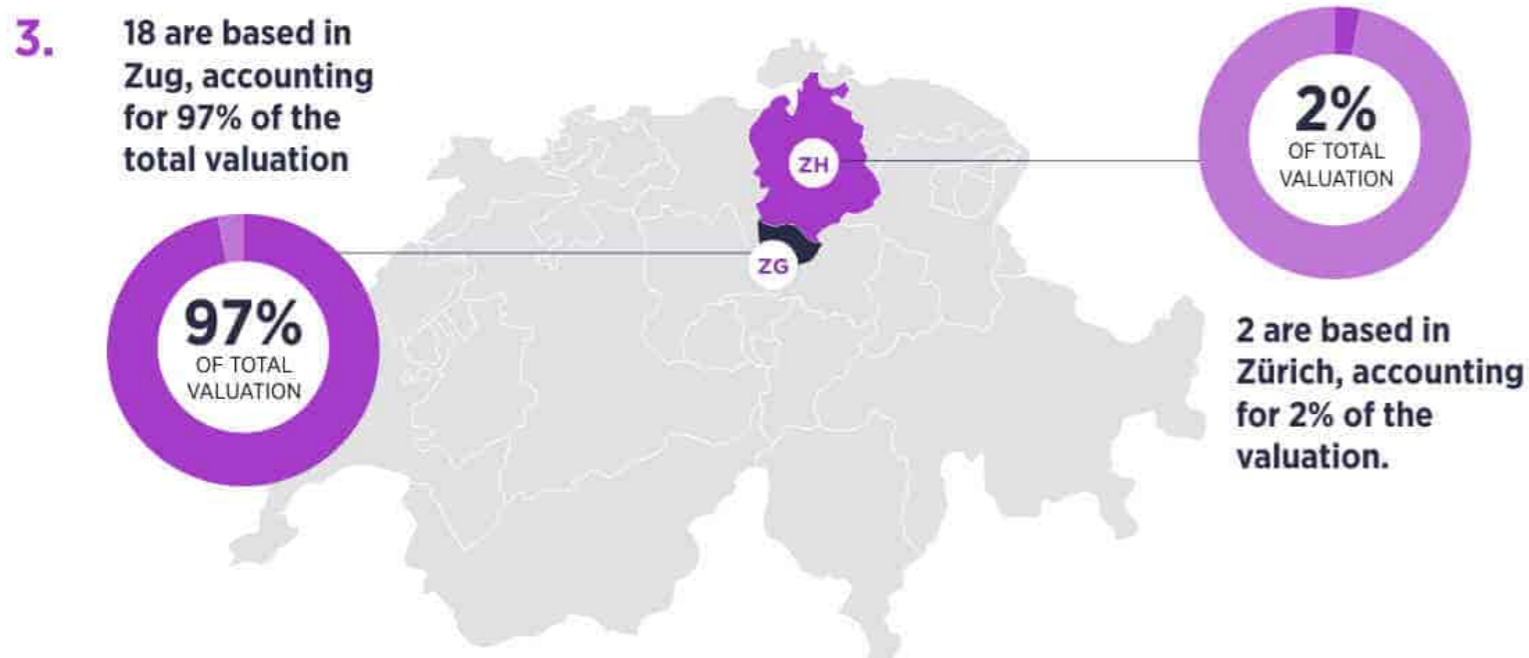 3.
18 are based in
Zug, accounting
for 97% of the
total valuation
97%
OF TOTAL
VALUATION
ZH
ZG
2%
OF TOTAL
VALUATION
2 are based in
Zürich, accounting
for 2% of the
valuation.